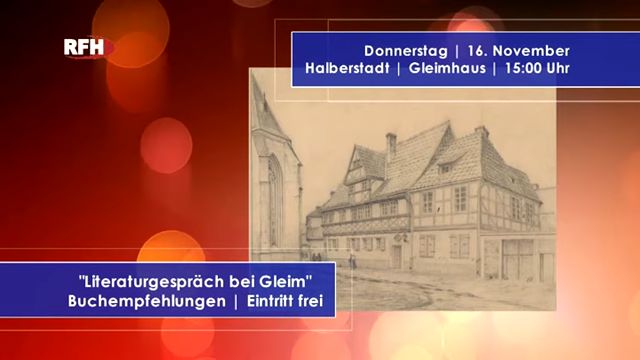 RFH
Donnerstag | 16. November
Halberstadt | Gleimhaus | 15:00 Uhr
"Literaturgespräch bei Gleim"
Buchempfehlungen | Eintritt frei